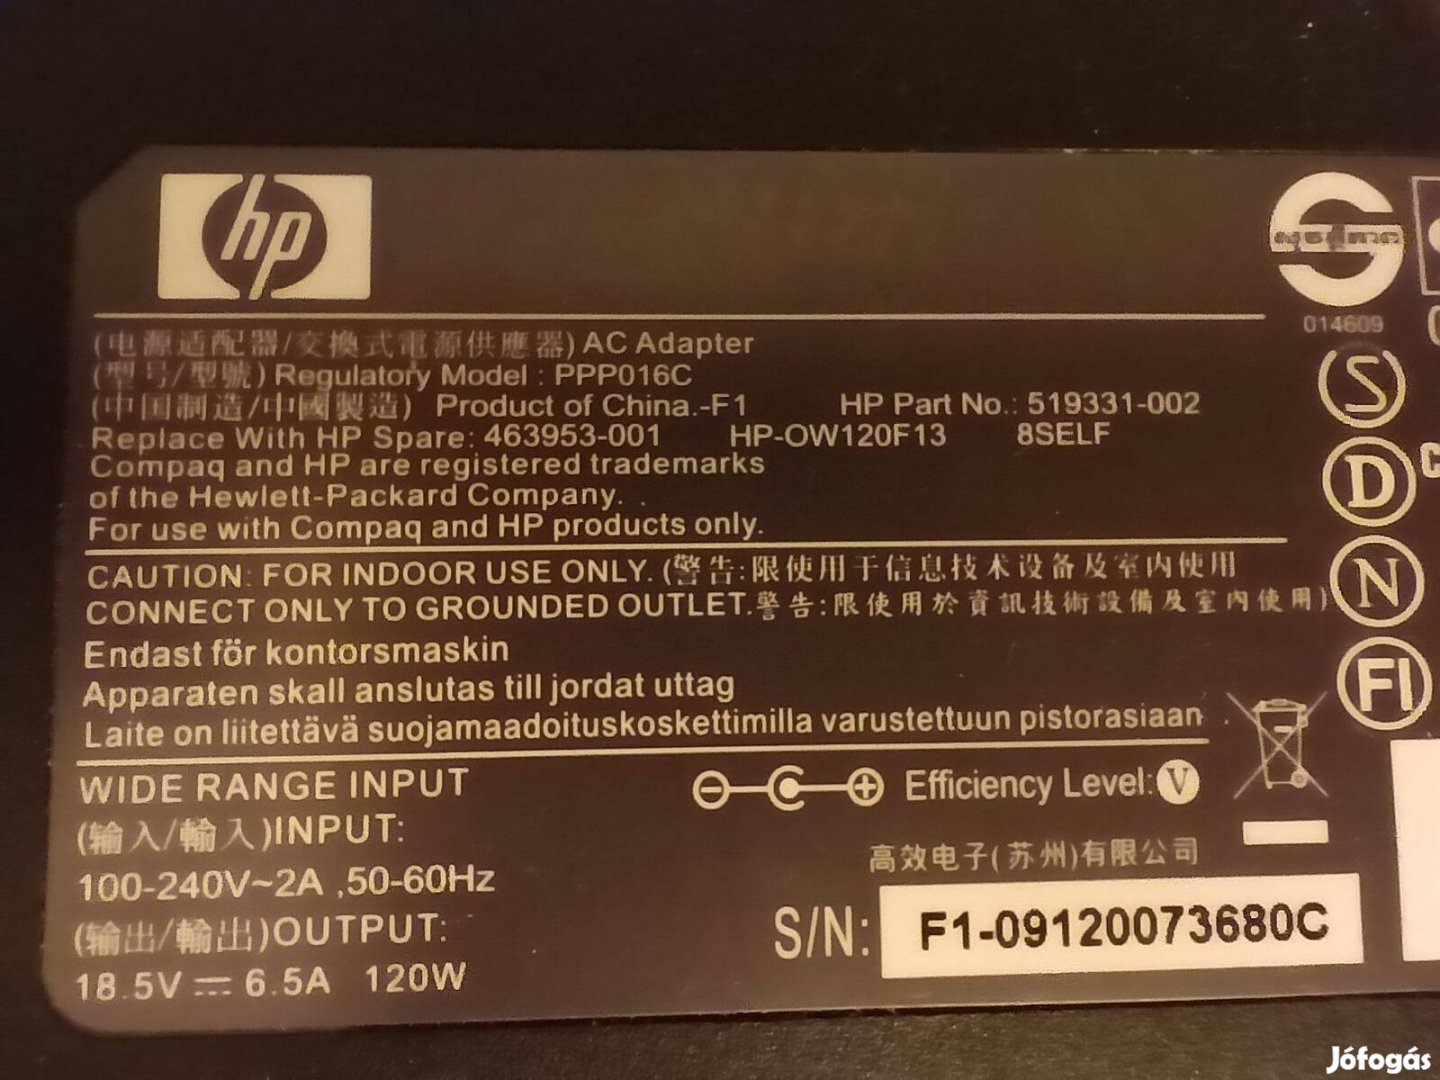 hp
014609
(电源适配器/交換式電源供應器) AC Adapter
(型号/型號) Regulatory Model : PPP016C
(中国制造/中國製造) Product of China.-F1 HP Part No.: 519331-002
Replace With HP Spare: 463953-001 HP-OW120F13 8SELF
Compaq and HP are registered trademarks
of the Hewlett-Packard Company. .
For use with Compaq and HP products only.
S
D
N
FI
CAUTION: FOR INDOOR USE ONLY. (警告:限使用于信息技术设备及室内使用
CONNECT ONLY TO GROUNDED OUTLET.警告:限使用於資訊技術設備及室內使用)
Endast för kontorsmaskin
Apparaten skall anslutas till jordat uttag
Laite on liitettävä suojamaadoituskoskettimilla varustettuun pistorasiaan .
WIDE RANGE INPUT
Efficiency Level: V
(输入/輸入)INPUT:
100-240V~2A ,50-60Hz
(输出/輸出)OUTPUT:
18.5V ⎓ 6.5A 120W
高效电子(苏州)有限公司
S/N: F1-09120073680C
Jófogás